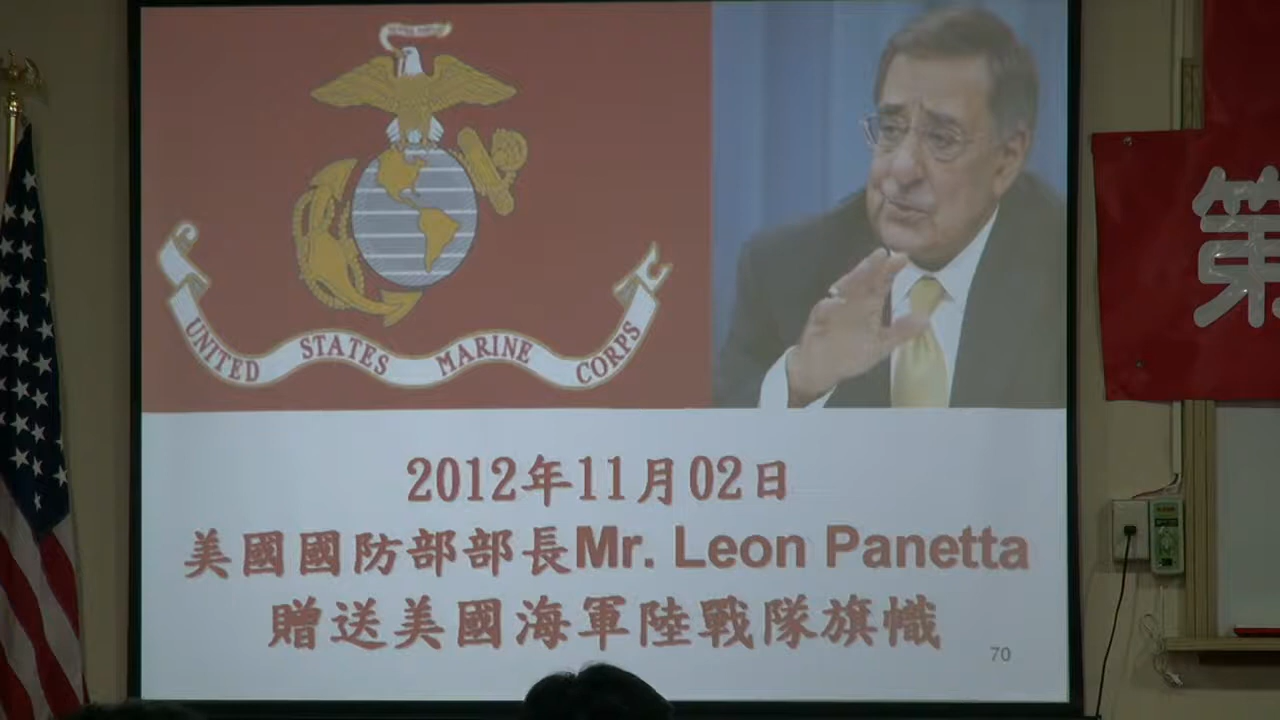 UNITED STATES MARINE CORPS
2012年11月02日
美國國防部部長Mr. Leon Panetta
贈送美國海軍陸戰隊旗幟
70
第